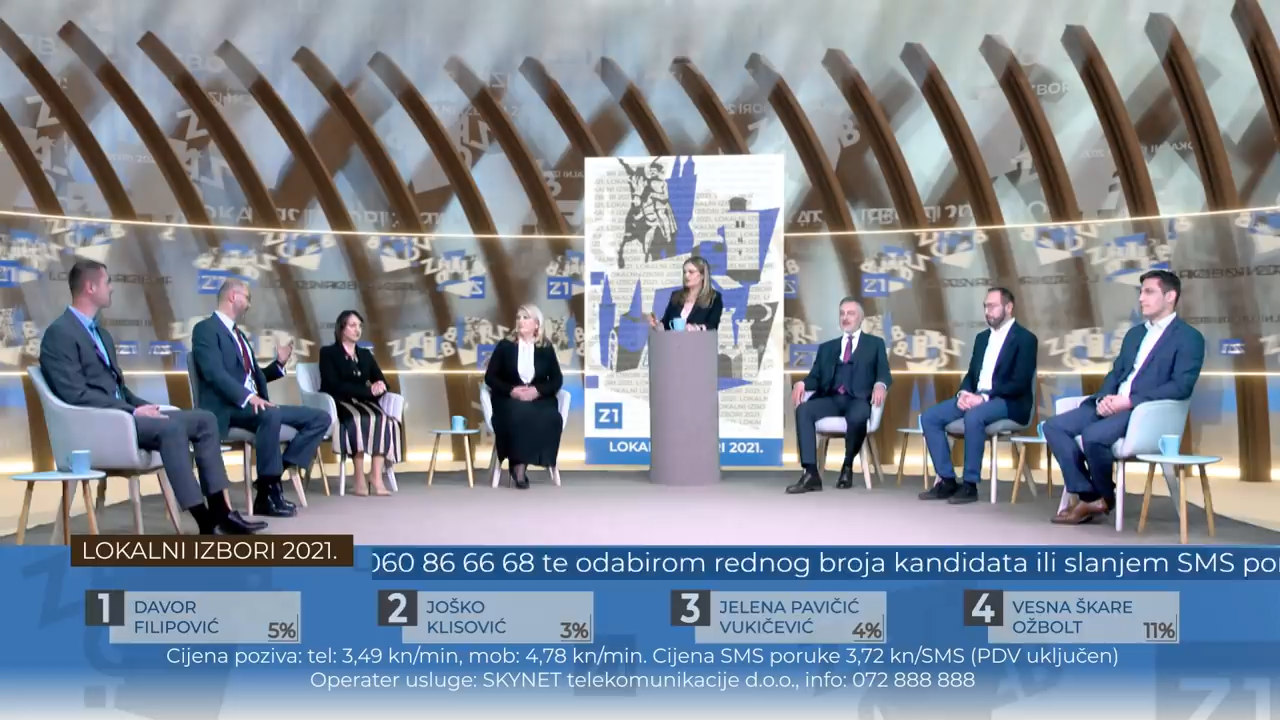 Z1
LOKALNI IZBORI 2021.
060 86 66 68 te odabirom rednog broja kandidata ili slanjem SMS por
1 DAVOR
FILIPOVIĆ 5%
2 JOŠKO
KLISOVIĆ 3%
3 JELENA PAVIČIĆ
VUKIČEVIĆ 4%
4 VESNA ŠKARE
OŽBOLT 11%
Cijena poziva: tel: 3,49 kn/min, mob: 4,78 kn/min. Cijena SMS poruke 3,72 kn/SMS (PDV uključen)
Operater usluge: SKYNET telekomunikacije d.o.o., info: 072 888 888